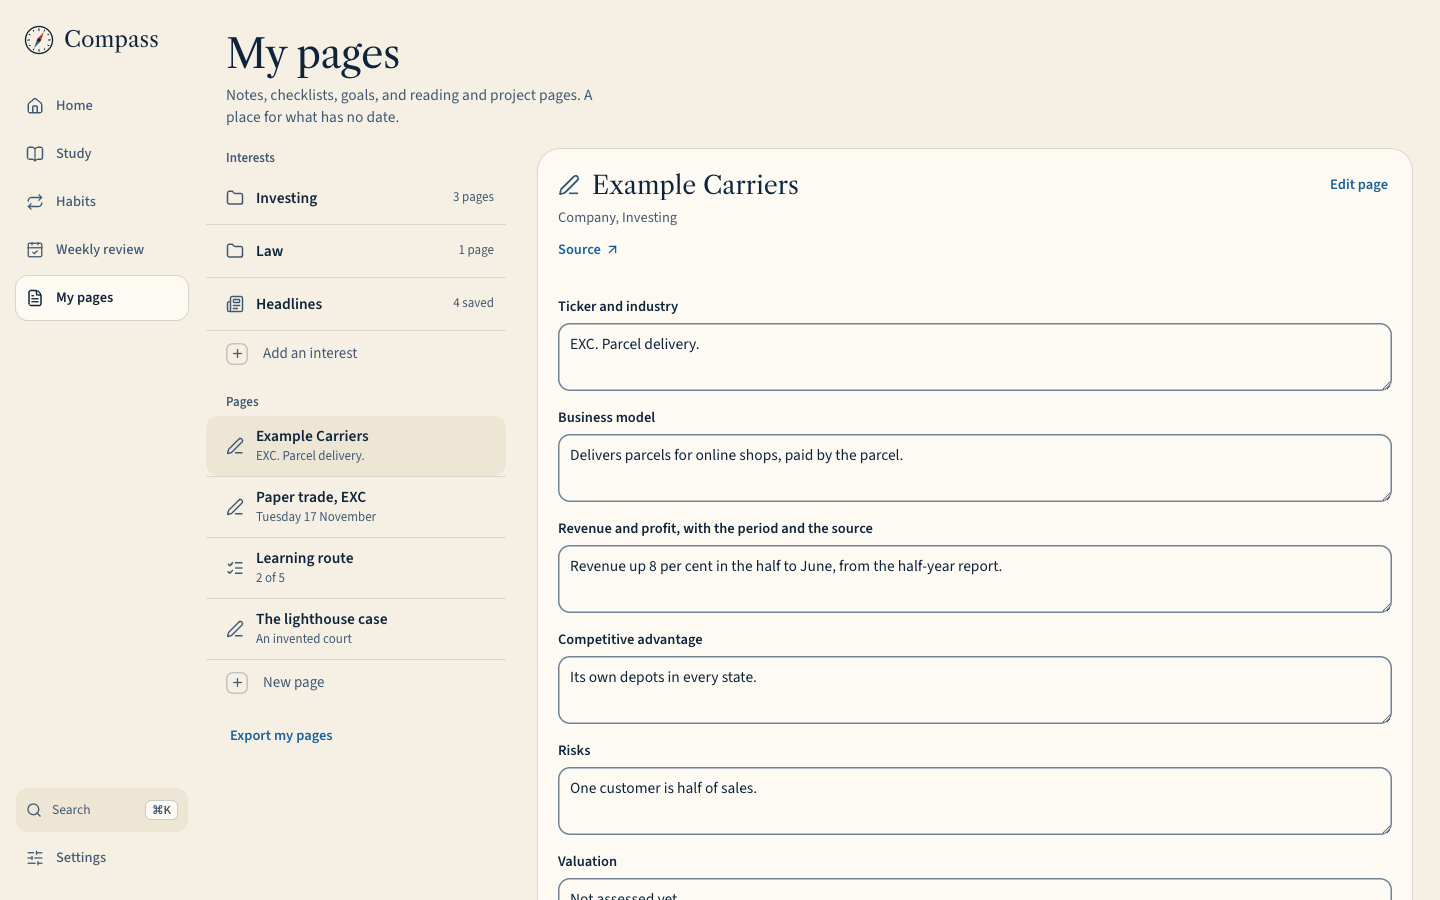 Compass
Home
Study
Habits
Weekly review
My pages
Search
⌘K
Settings
My pages
Notes, checklists, goals, and reading and project pages. A
place for what has no date.
Interests
Investing
3 pages
Law
1 page
Headlines
4 saved
Add an interest
Pages
Example Carriers
EXC. Parcel delivery.
Paper trade, EXC
Tuesday 17 November
Learning route
2 of 5
The lighthouse case
An invented court
New page
Export my pages
Example Carriers
Edit page
Company, Investing
Source
Ticker and industry
EXC. Parcel delivery.
Business model
Delivers parcels for online shops, paid by the parcel.
Revenue and profit, with the period and the source
Revenue up 8 per cent in the half to June, from the half-year report.
Competitive advantage
Its own depots in every state.
Risks
One customer is half of sales.
Valuation
Not assessed yet